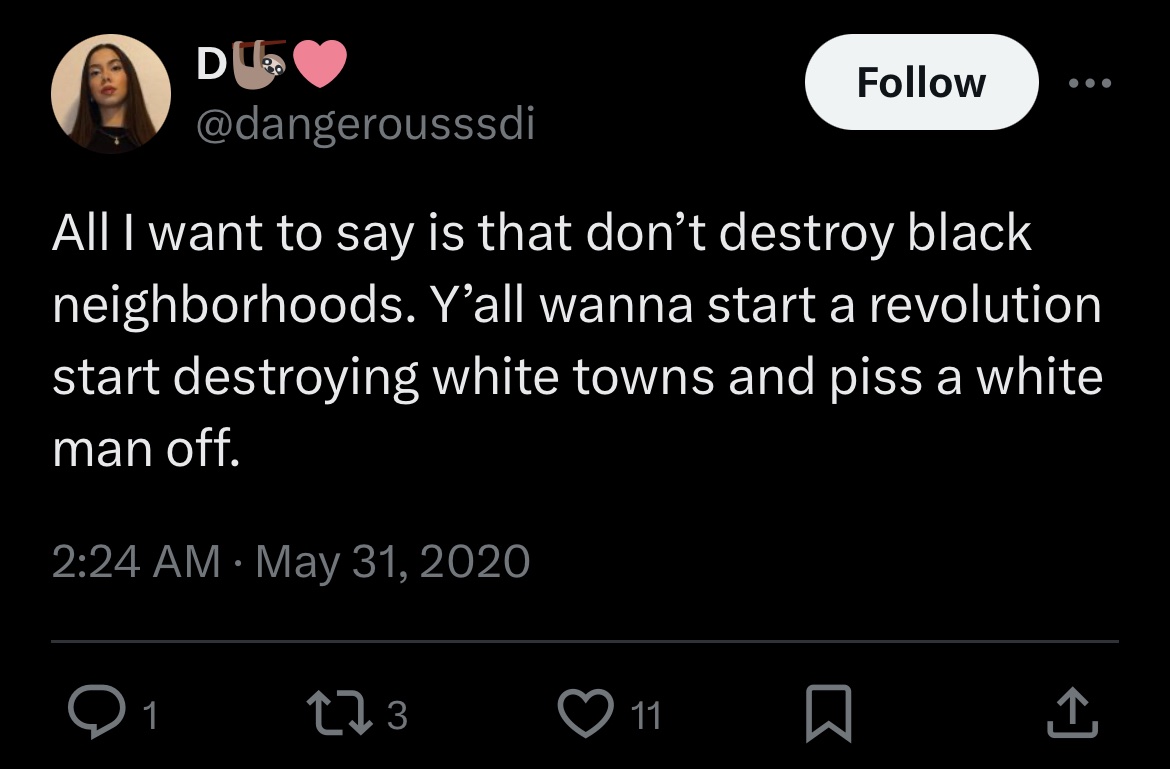 D🦥🩷
Follow
@dangerousssdi
All I want to say is that don’t destroy black
neighborhoods. Y’all wanna start a revolution
start destroying white towns and piss a white
man off.
2:24 AM · May 31, 2020
1 3 11